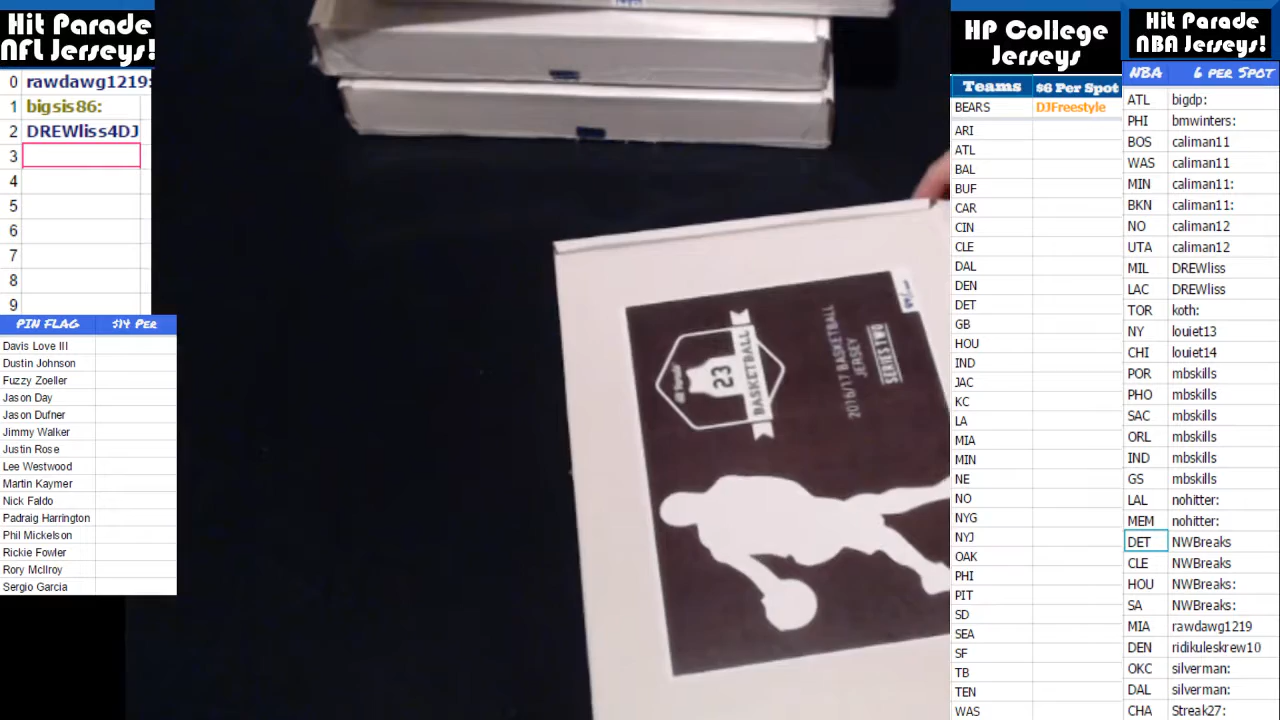 Hit Parade
NFL Jerseys!
0 rawdawg1219:
1 bigsis86:
2 DREWliss4DJ
3
4
5
6
7
8
9
PIN FLAG $14 Per
Davis Love III
Dustin Johnson
Fuzzy Zoeller
Jason Day
Jason Dufner
Jimmy Walker
Justin Rose
Lee Westwood
Martin Kaymer
Nick Faldo
Padraig Harrington
Phil Mickelson
Rickie Fowler
Rory McIlroy
Sergio Garcia
23
BASKETBALL
2016/17 BASKETBALL
JERSEY
SERIES TWO
HP College
Jerseys
Teams $6 Per Spot
BEARS DJFreestyle
ARI
ATL
BAL
BUF
CAR
CIN
CLE
DAL
DEN
DET
GB
HOU
IND
JAC
KC
LA
MIA
MIN
NE
NO
NYG
NYJ
OAK
PHI
PIT
SD
SEA
SF
TB
TEN
WAS
Hit Parade
NBA Jerseys!
NBA 6 per Spot
ATL bigdp:
PHI bmwinters:
BOS caliman11
WAS caliman11
MIN caliman11:
BKN caliman11:
NO caliman12
UTA caliman12
MIL DREWliss
LAC DREWliss
TOR koth:
NY louiet13
CHI louiet14
POR mbskills
PHO mbskills
SAC mbskills
ORL mbskills
IND mbskills
GS mbskills
LAL nohitter:
MEM nohitter:
DET NWBreaks
CLE NWBreaks
HOU NWBreaks:
SA NWBreaks:
MIA rawdawg1219
DEN ridikuleskrew10
OKC silverman:
DAL silverman:
CHA Streak27: